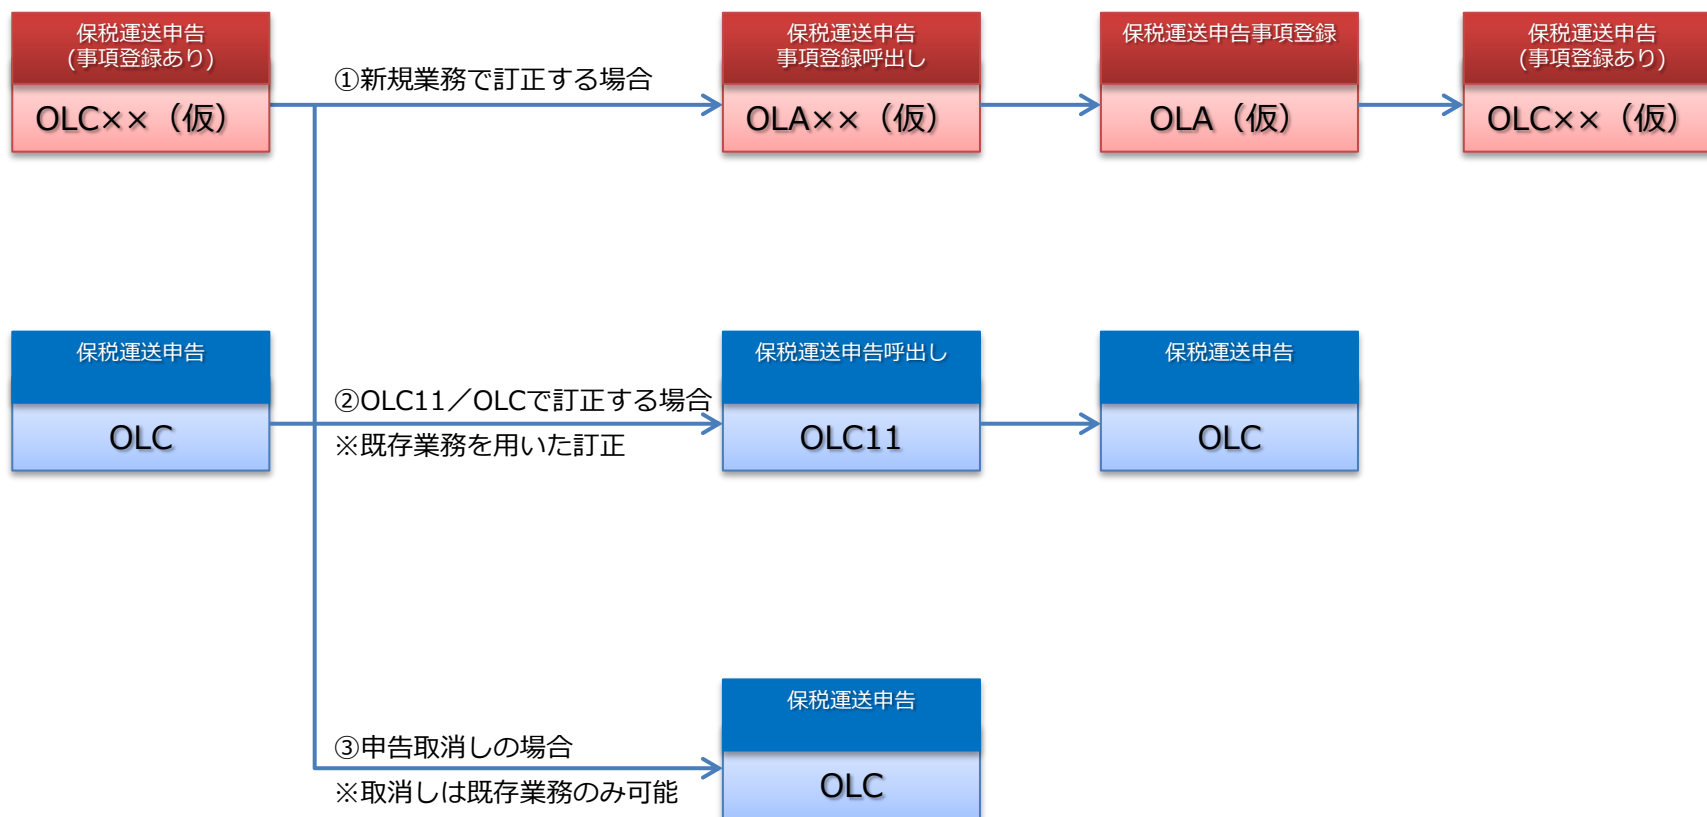 保税運送申告
(事項登録あり)
OLC××（仮）
①新規業務で訂正する場合
保税運送申告
事項登録呼出し
OLA××（仮）
保税運送申告事項登録
OLA（仮）
保税運送申告
(事項登録あり)
OLC××（仮）
保税運送申告
OLC
②OLC11／OLCで訂正する場合
※既存業務を用いた訂正
保税運送申告呼出し
OLC11
保税運送申告
OLC
③申告取消しの場合
※取消しは既存業務のみ可能
保税運送申告
OLC